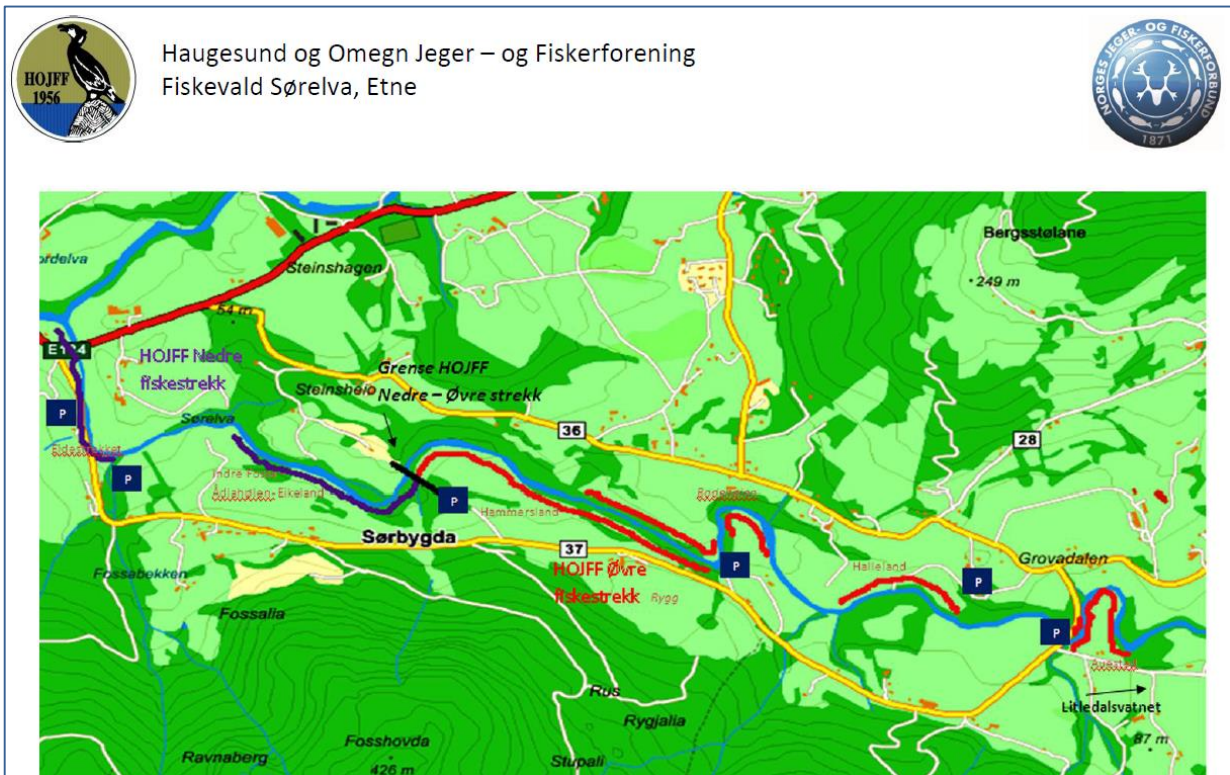 HOJFF
1956
Haugesund og Omegn Jeger – og Fiskerforening
Fiskevald Sørelva, Etne
NORGES JEGER- OG FISKERFORBUND
1871
Bergsstølane
249 m
Steinshagen
54 m
HOJFF Nedre
fiskestrekk
Grense HOJFF
Nedre – Øvre strekk
P
Sørelva
36
28
P
Ådlahølen-Eikeland
P
Hammersland
Sørbygda
37
HOJFF Øvre
fiskestrekk
Rygg
P
Halleland
P
Grovadalen
P
Fossabekken
Fossalia
Litledalsvatnet
87 m
Rus
Rygjalia
Stupali
Ravnaberg
Fosshovda
426 m